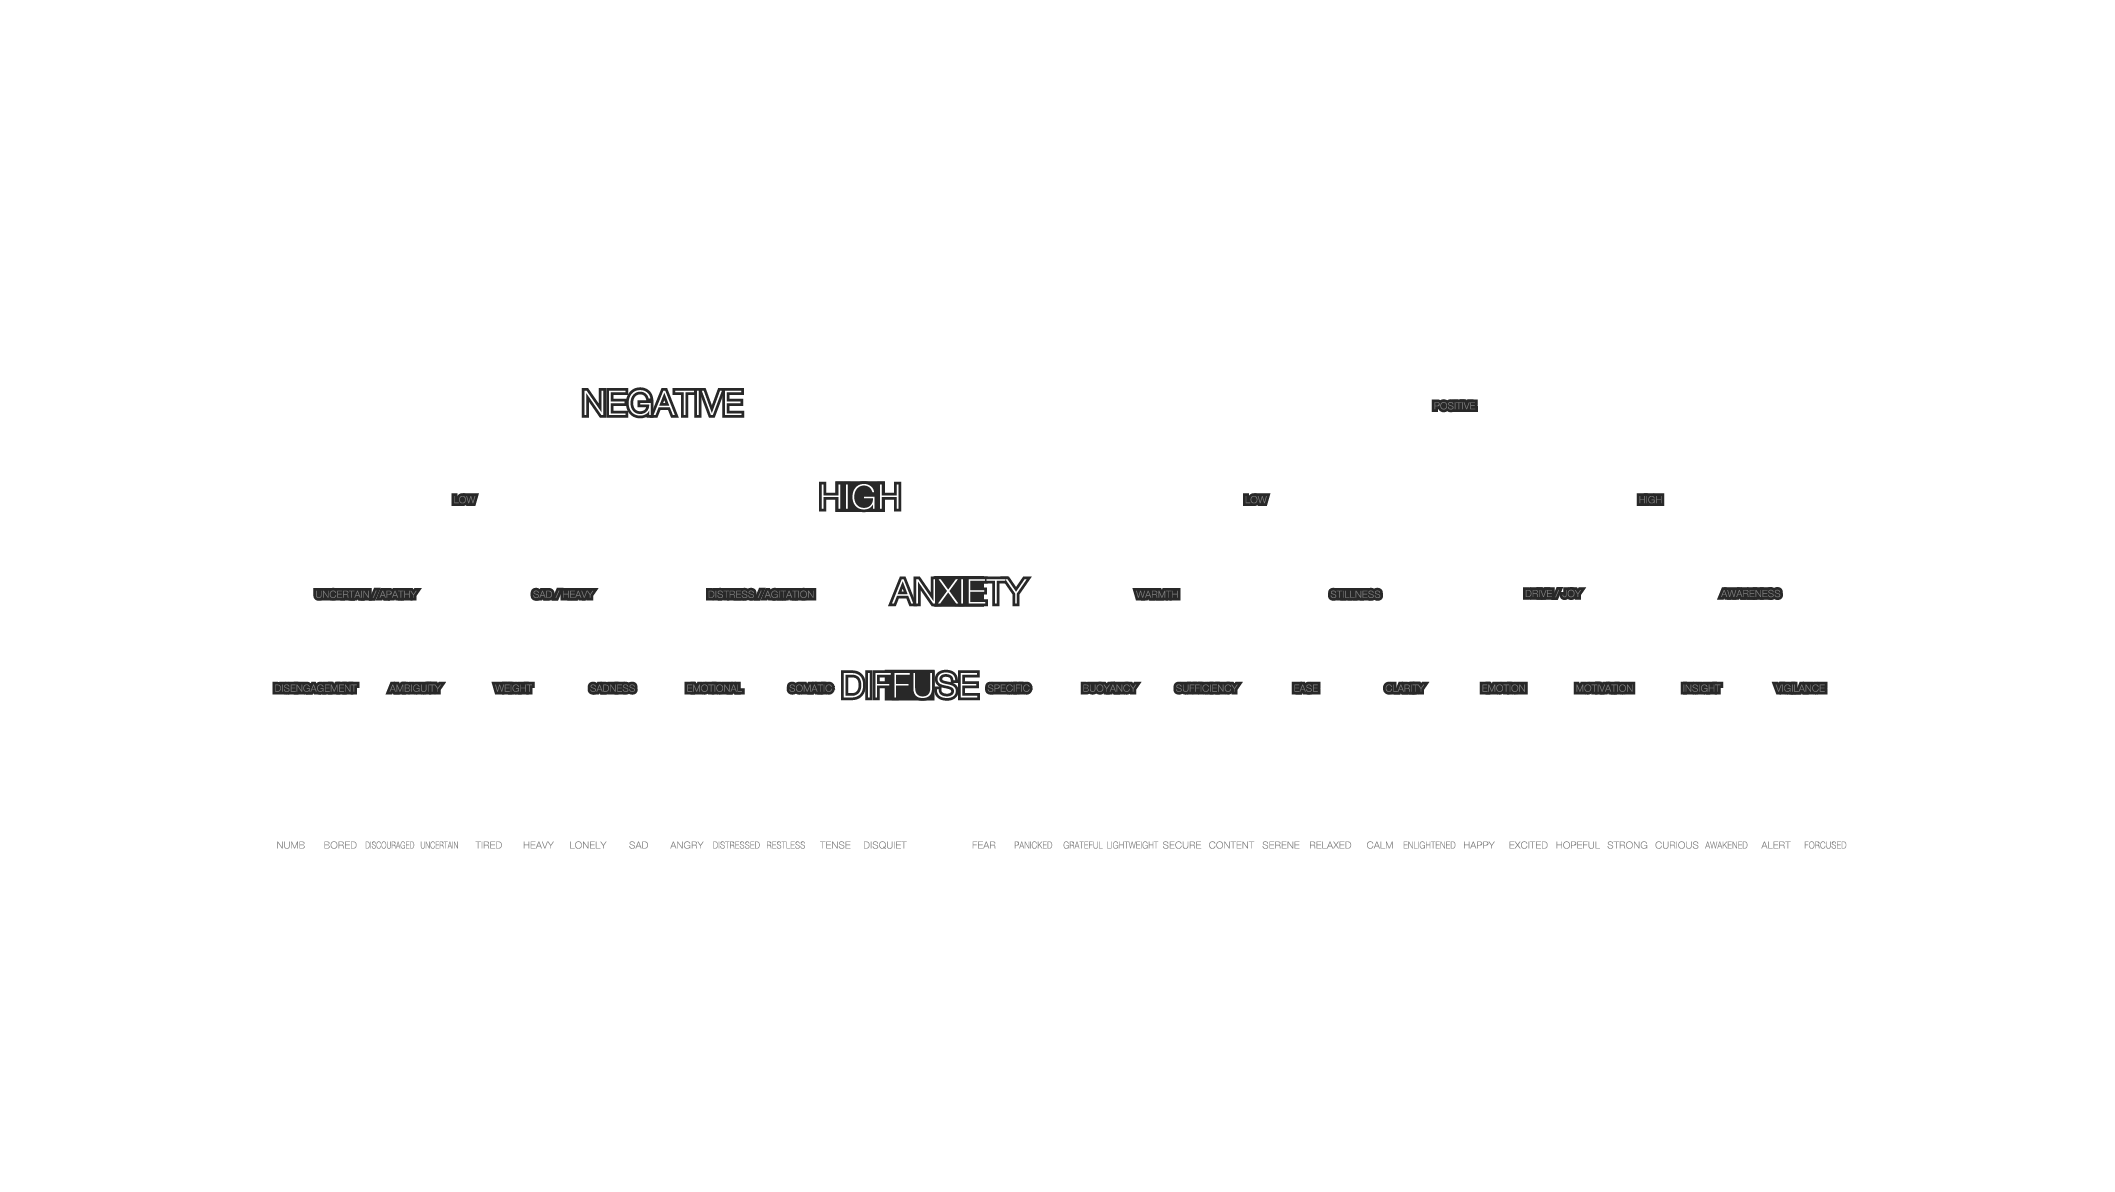 NEGATIVE POSITIVE
LOW HIGH LOW HIGH
UNCERTAIN//APATHY SAD//HEAVY DISTRESS//AGITATION ANXIETY WARMTH STILLNESS DRIVE//JOY AWARENESS
DISENGAGEMENT AMBIGUITY WEIGHT SADNESS EMOTIONAL SOMATIC DIFFUSE SPECIFIC BUOYANCY SUFFICIENCY EASE CLARITY EMOTION MOTIVATION INSIGHT VIGILANCE
NUMB BORED DISCOURAGED UNCERTAIN TIRED HEAVY LONELY SAD ANGRY DISTRESSED RESTLESS TENSE DISQUIET FEAR PANICKED GRATEFUL LIGHTWEIGHT SECURE CONTENT SERENE RELAXED CALM ENLIGHTENED HAPPY EXCITED HOPEFUL STRONG CURIOUS AWAKENED ALERT FORCUSED